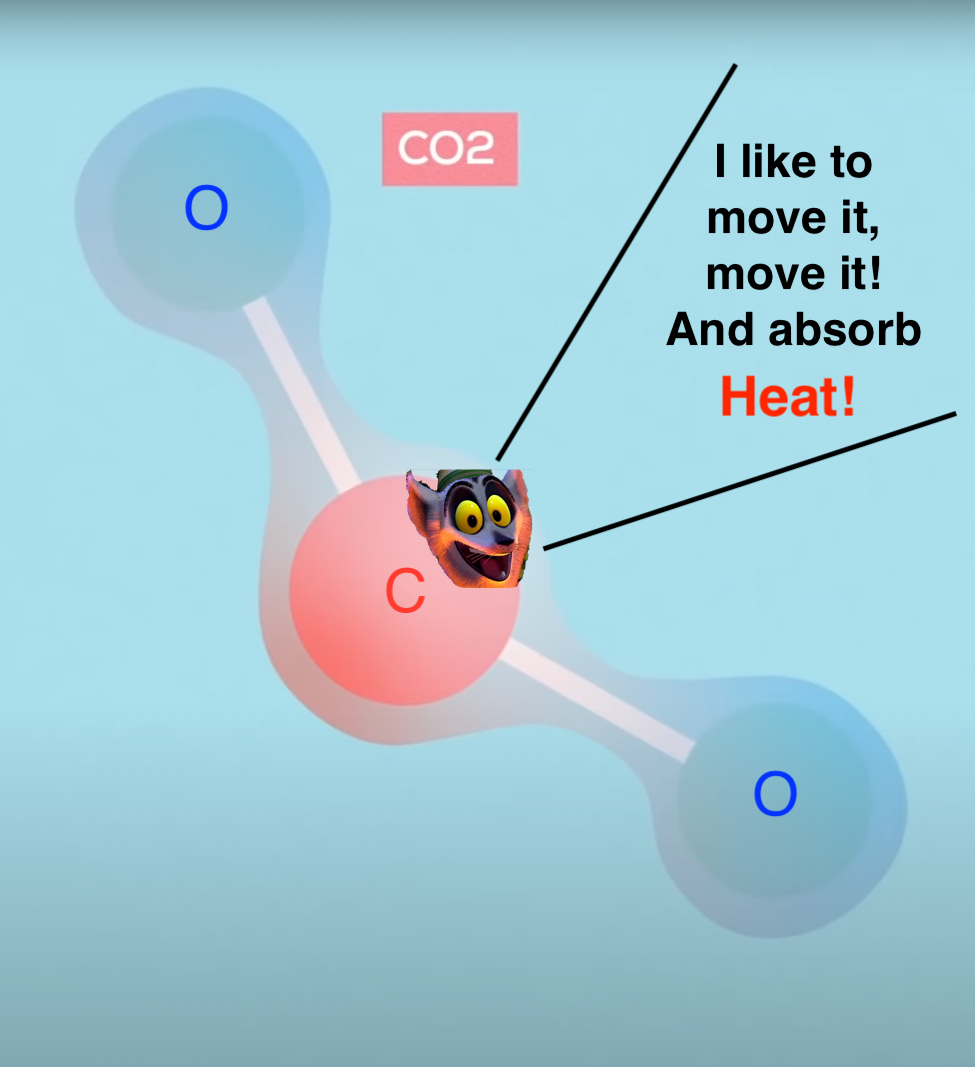 CO2
O
I like to
move it,
move it!
And absorb
Heat!
C
O